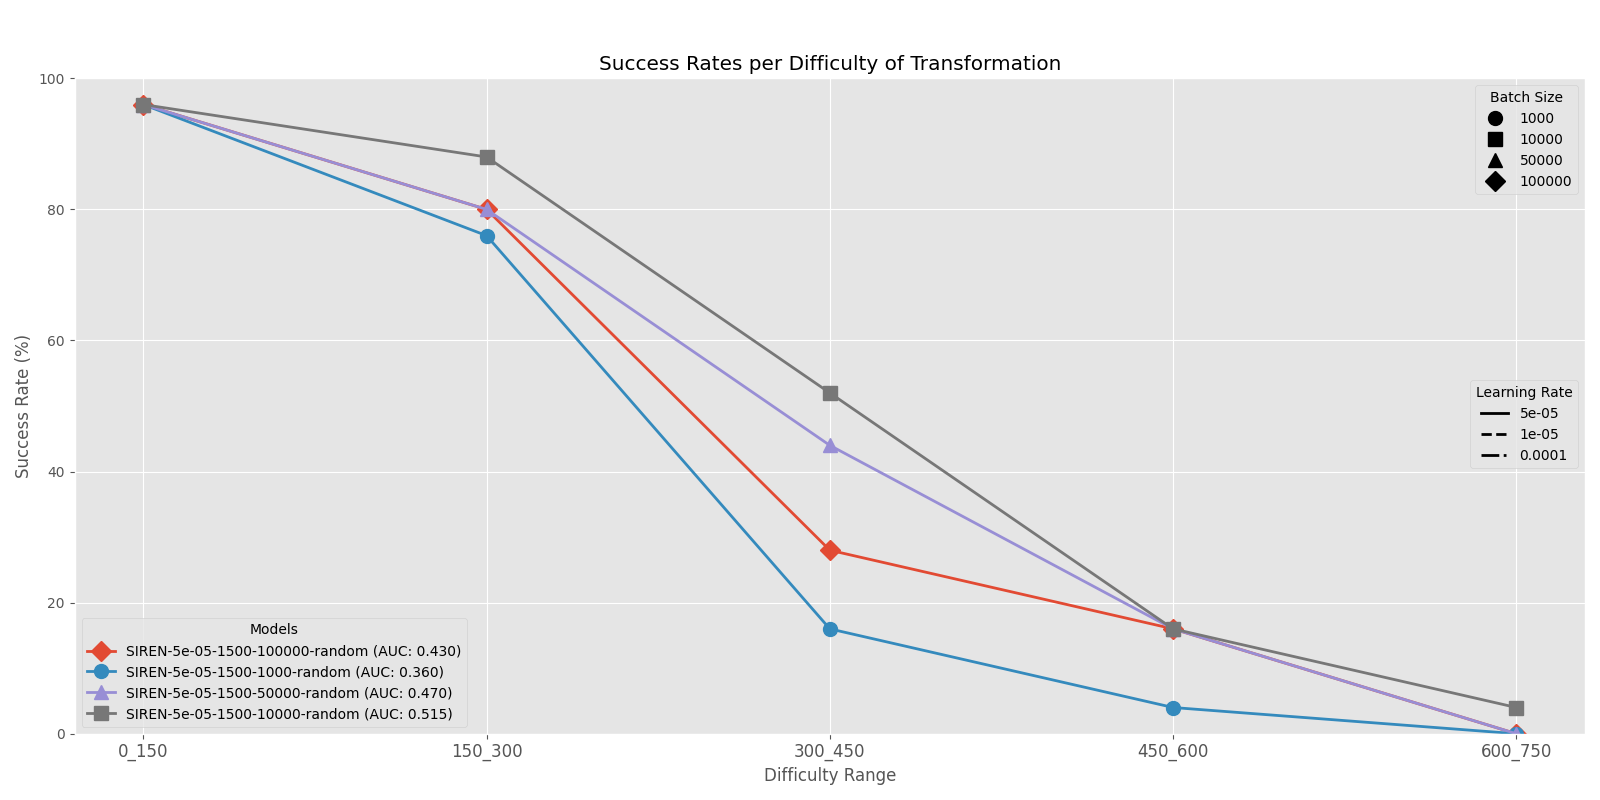 Success Rates per Difficulty of Transformation
100
80
60
40
20
0
Success Rate (%)
Batch Size
1000
10000
50000
100000
Learning Rate
5e-05
1e-05
0.0001
Models
SIREN-5e-05-1500-100000-random (AUC: 0.430)
SIREN-5e-05-1500-1000-random (AUC: 0.360)
SIREN-5e-05-1500-50000-random (AUC: 0.470)
SIREN-5e-05-1500-10000-random (AUC: 0.515)
0_150 150_300 300_450 450_600 600_750
Difficulty Range